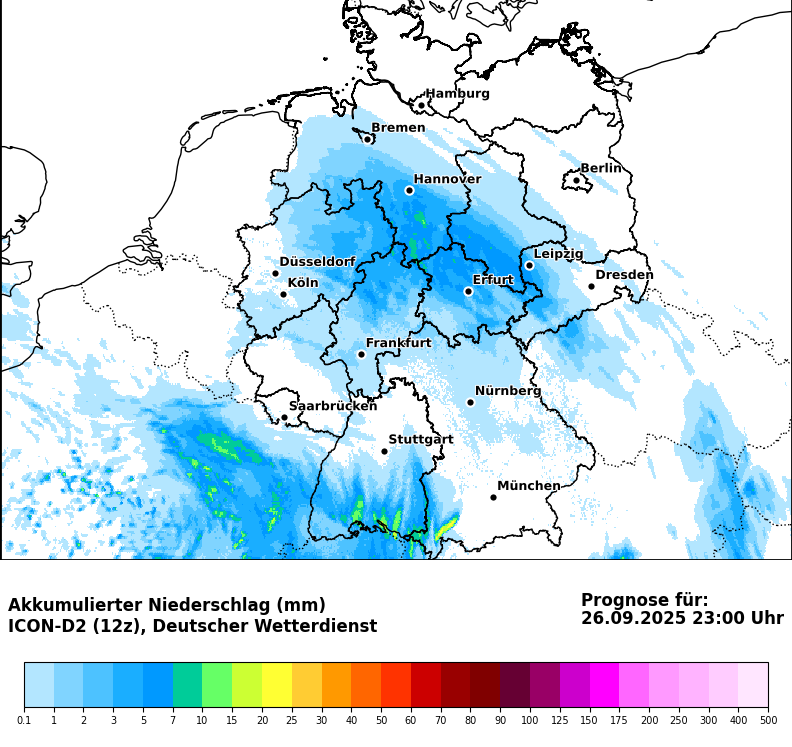 Hamburg
Bremen
Berlin
Hannover
Düsseldorf
Leipzig
Dresden
Köln
Erfurt
Frankfurt
Nürnberg
Saarbrücken
Stuttgart
München
Akkumulierter Niederschlag (mm)
ICON-D2 (12z), Deutscher Wetterdienst
Prognose für:
26.09.2025 23:00 Uhr
0.1 1 2 3 5 7 10 15 20 25 30 40 50 60 70 80 90 100 125 150 175 200 250 300 400 500